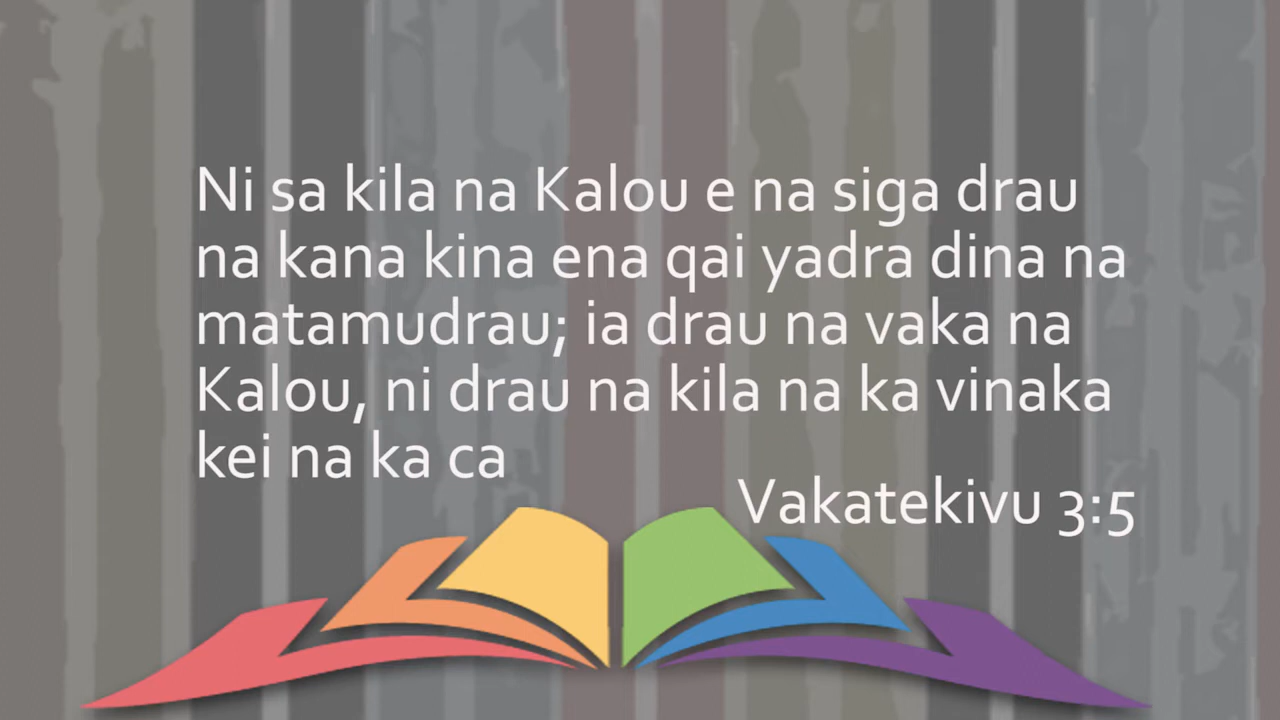 Ni sa kila na Kalou e na siga drau
na kana kina ena qai yadra dina na
matamudrau; ia drau na vaka na
Kalou, ni drau na kila na ka vinaka
kei na ka ca
Vakatekivu 3:5